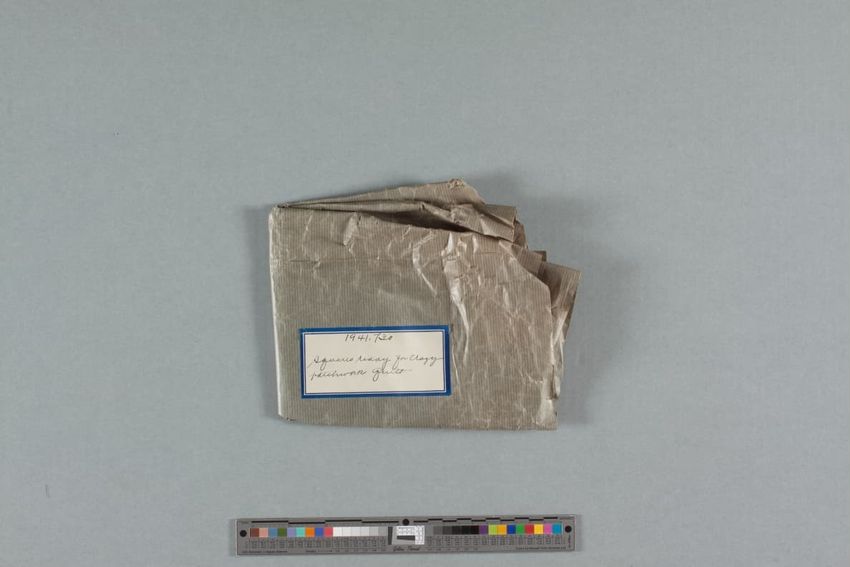 1941.720
Squares ready for Crazy
patchwork Quilt